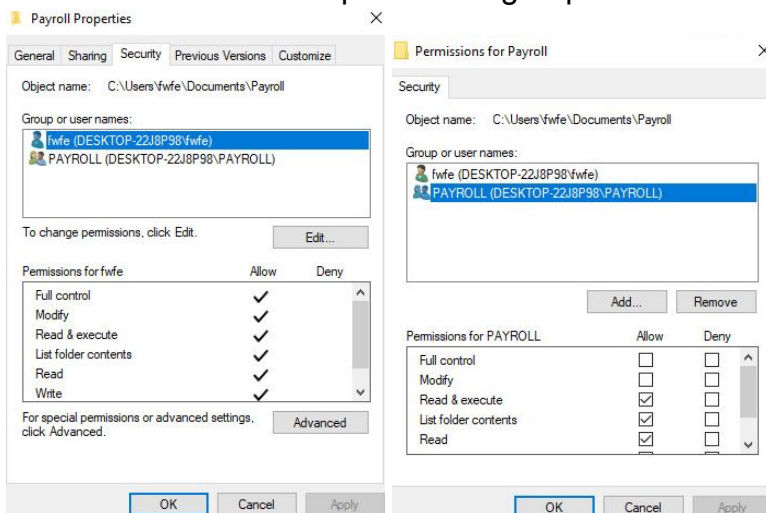 Payroll Properties
General Sharing Security Previous Versions Customize
Object name: C:\Users\fwfe\Documents\Payroll
Group or user names:
fwfe (DESKTOP-22J8P98\fwfe)
PAYROLL (DESKTOP-22J8P98\PAYROLL)
To change permissions, click Edit.
Edit...
Permissions for fwfe Allow Deny
Full control
Modify
Read & execute
List folder contents
Read
Write
For special permissions or advanced settings,
click Advanced.
Advanced
OK Cancel Apply
Permissions for Payroll
Security
Object name: C:\Users\fwfe\Documents\Payroll
Group or user names:
fwfe (DESKTOP-22J8P98\fwfe)
PAYROLL (DESKTOP-22J8P98\PAYROLL)
Add... Remove
Permissions for PAYROLL Allow Deny
Full control
Modify
Read & execute
List folder contents
Read
OK Cancel Apply